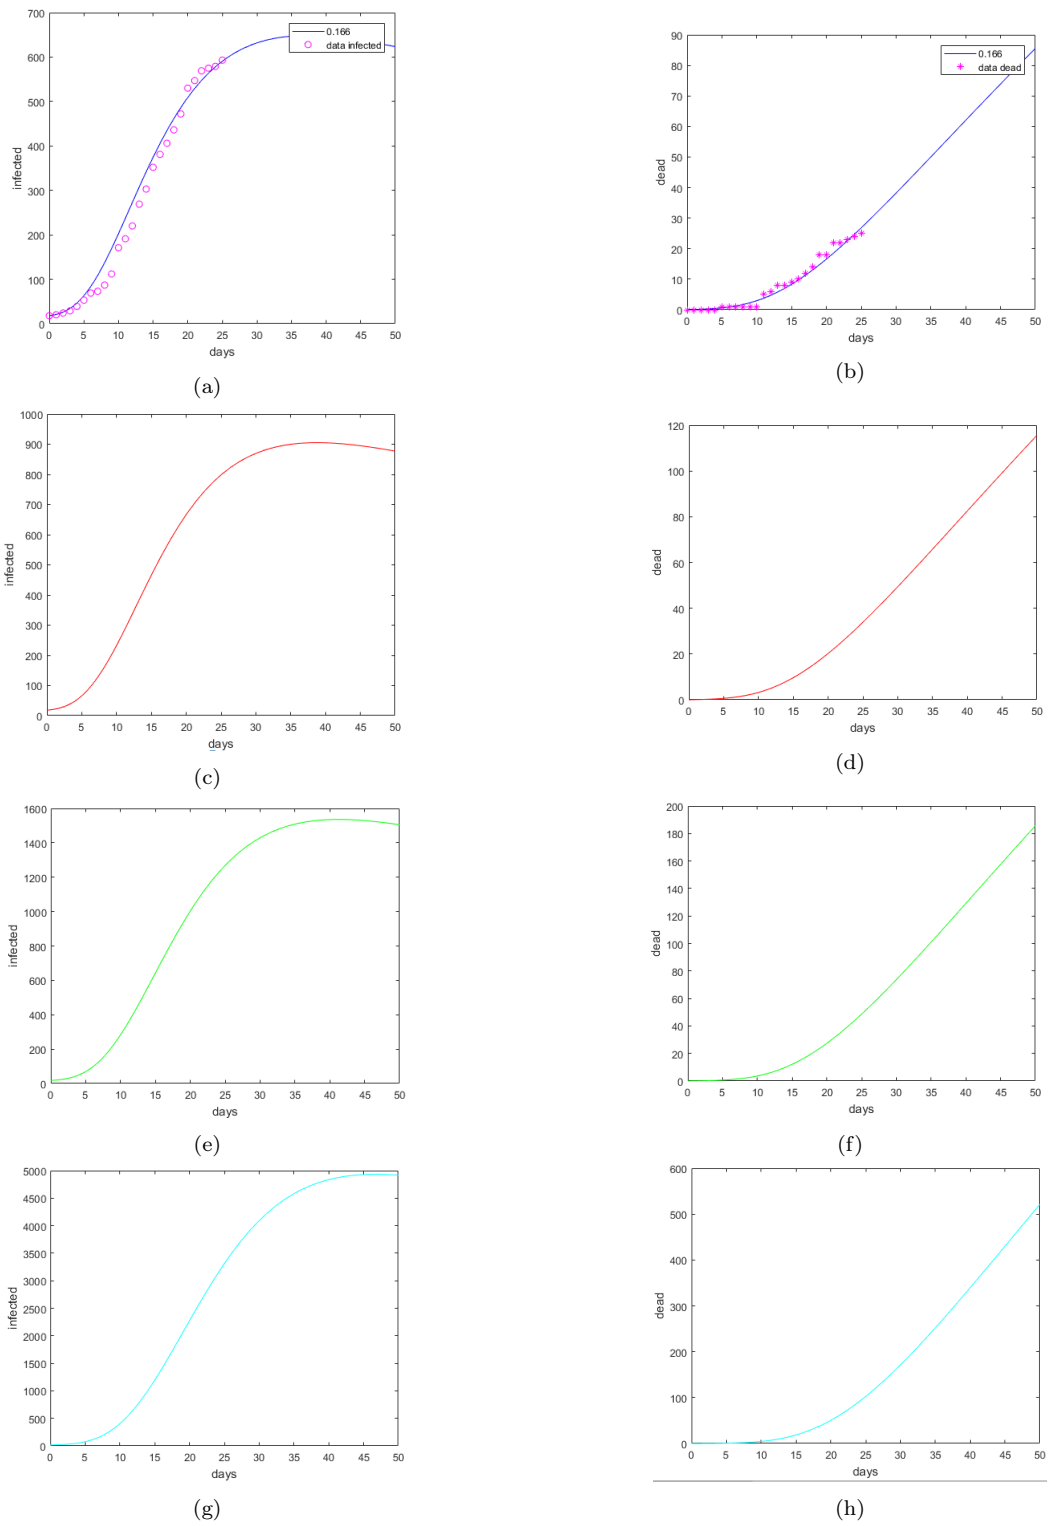 700
600
500
400
300
200
100
0
infected
0 5 10 15 20 25 30 35 40 45 50
days
0.166
data infected
(a)
90
80
70
60
50
40
30
20
10
0
dead
0 5 10 15 20 25 30 35 40 45 50
days
0.166
data dead
(b)
1000
900
800
700
600
500
400
300
200
100
0
infected
0 5 10 15 20 25 30 35 40 45 50
days
(c)
120
100
80
60
40
20
0
dead
0 5 10 15 20 25 30 35 40 45 50
days
(d)
1600
1400
1200
1000
800
600
400
200
0
infected
0 5 10 15 20 25 30 35 40 45 50
days
(e)
200
180
160
140
120
100
80
60
40
20
0
dead
0 5 10 15 20 25 30 35 40 45 50
days
(f)
5000
4500
4000
3500
3000
2500
2000
1500
1000
500
0
infected
0 5 10 15 20 25 30 35 40 45 50
days
(g)
600
500
400
300
200
100
0
dead
0 5 10 15 20 25 30 35 40 45 50
days
(h)